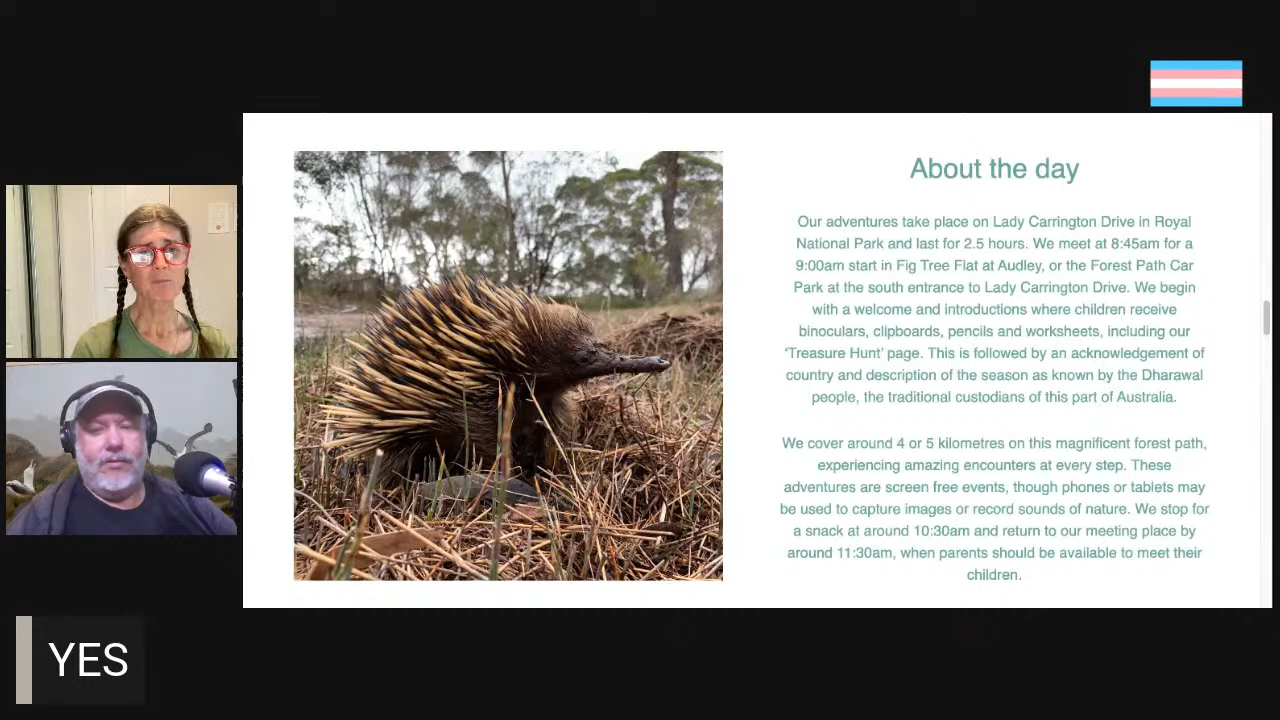 About the day
Our adventures take place on Lady Carrington Drive in Royal
National Park and last for 2.5 hours. We meet at 8:45am for a
9:00am start in Fig Tree Flat at Audley, or the Forest Path Car
Park at the south entrance to Lady Carrington Drive. We begin
with a welcome and introductions where children receive
binoculars, clipboards, pencils and worksheets, including our
‘Treasure Hunt’ page. This is followed by an acknowledgement of
country and description of the season as known by the Dharawal
people, the traditional custodians of this part of Australia.
We cover around 4 or 5 kilometres on this magnificent forest path,
experiencing amazing encounters at every step. These
adventures are screen free events, though phones or tablets may
be used to capture images or record sounds of nature. We stop for
a snack at around 10:30am and return to our meeting place by
around 11:30am, when parents should be available to meet their
children.
YES